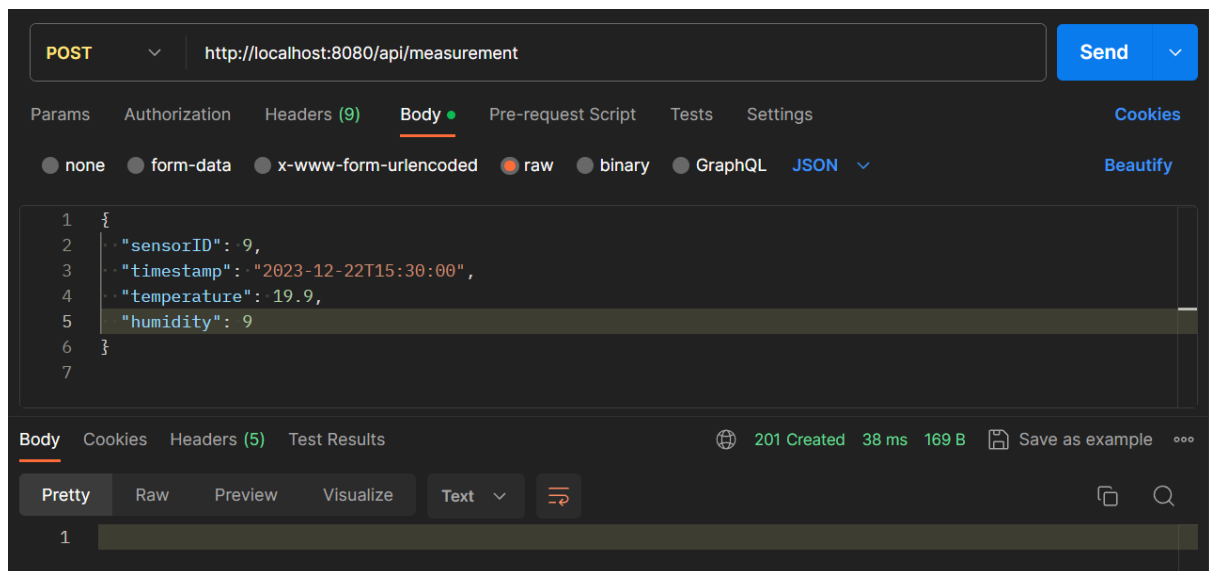 POST http://localhost:8080/api/measurement Send
Params Authorization Headers (9) Body Pre-request Script Tests Settings Cookies
none form-data x-www-form-urlencoded raw binary GraphQL JSON Beautify
1 {
2 "sensorID": 9,
3 "timestamp": "2023-12-22T15:30:00",
4 "temperature": 19.9,
5 "humidity": 9
6 }
7
Body Cookies Headers (5) Test Results 201 Created 38 ms 169 B Save as example
Pretty Raw Preview Visualize Text
1